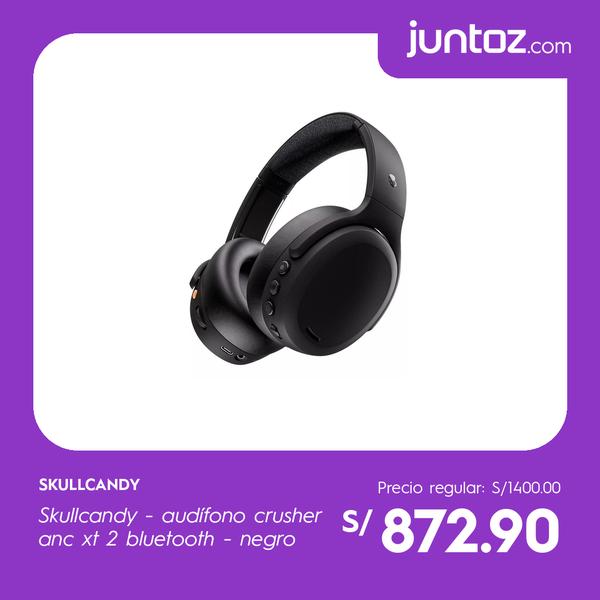 juntoz.com
SKULLCANDY
Skullcandy - audífono crusher
anc xt 2 bluetooth - negro
Precio regular: S/1400.00
S/ 872.90